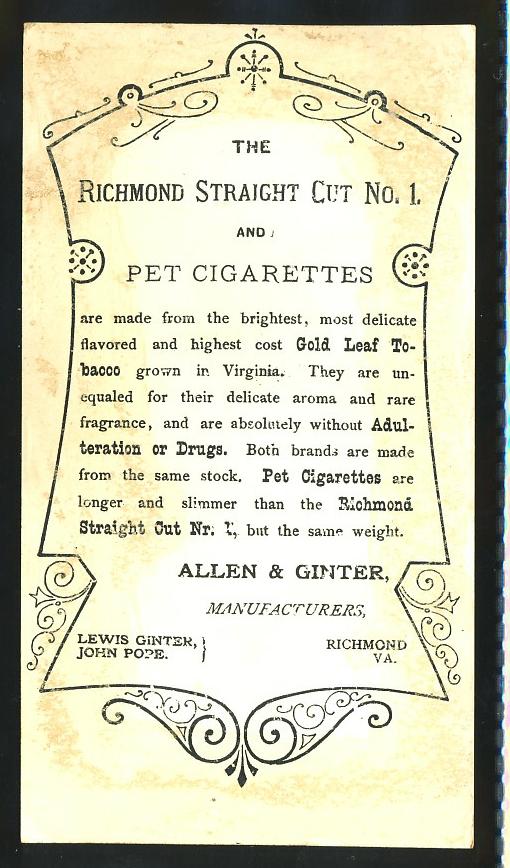 THE
RICHMOND STRAIGHT CUT No. 1.
AND
PET CIGARETTES
are made from the brightest, most delicate
flavored and highest cost Gold Leaf To-
bacco grown in Virginia. They are un-
equaled for their delicate aroma and rare
fragrance, and are absolutely without Adul-
teration or Drugs. Both brands are made
from the same stock. Pet Cigarettes are
longer and slimmer than the Richmond
Straight Cut Nr. 1, but the same weight.
ALLEN & GINTER,
MANUFACTURERS,
LEWIS GINTER, }
JOHN POPE.
RICHMOND
VA.